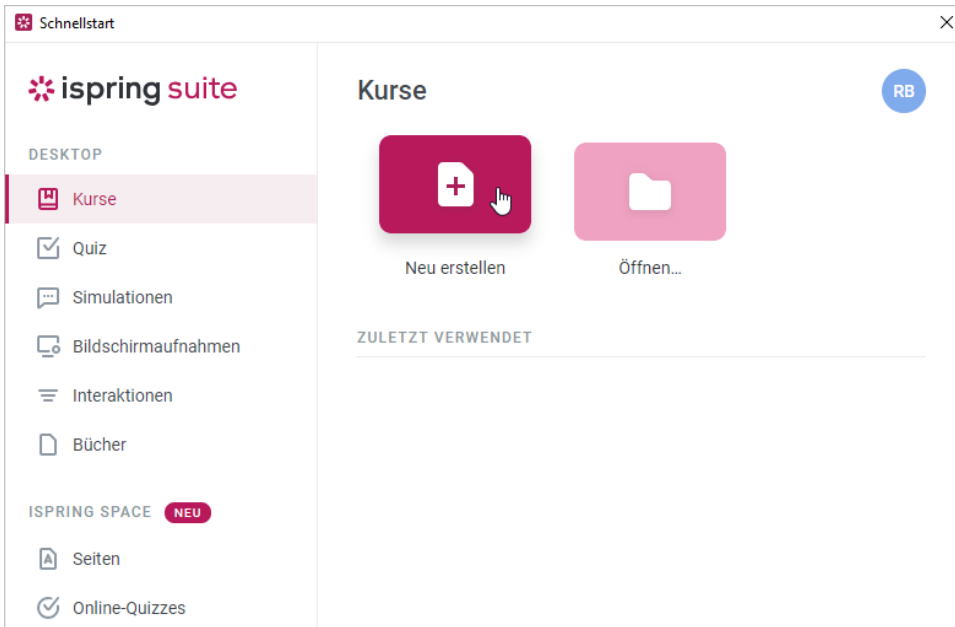 Schnellstart
ispring suite
DESKTOP
Kurse
Quiz
Simulationen
Bildschirmaufnahmen
Interaktionen
Bücher
ISPRING SPACE NEU
Seiten
Online-Quizzes
Kurse
RB
Neu erstellen
Öffnen...
ZULETZT VERWENDET